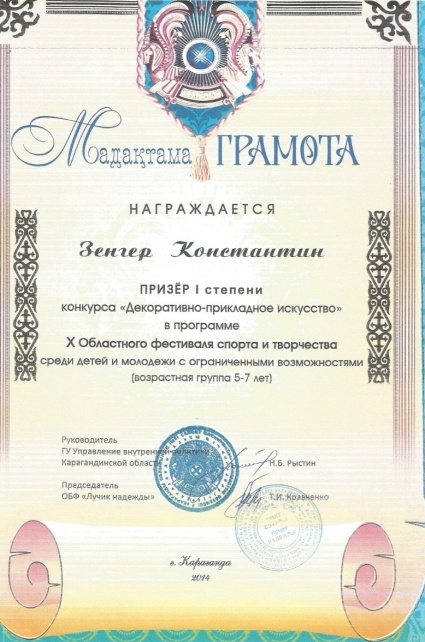 Мадақтама ГРАМОТА
НАГРАЖДАЕТСЯ
Зенгер Константин
ПРИЗЁР I степени
конкурса «Декоративно-прикладное искусство»
в программе
X Областного фестиваля спорта и творчества
среди детей и молодежи с ограниченными возможностями
(возрастная группа 5-7 лет)
Руководитель
ГУ Управление внутренней политики
Карагандинской области
Н.Б. Рыстин
Председатель
ОБФ «Лучик надежды»
Т.И. Кравченко
г. Караганда
2014